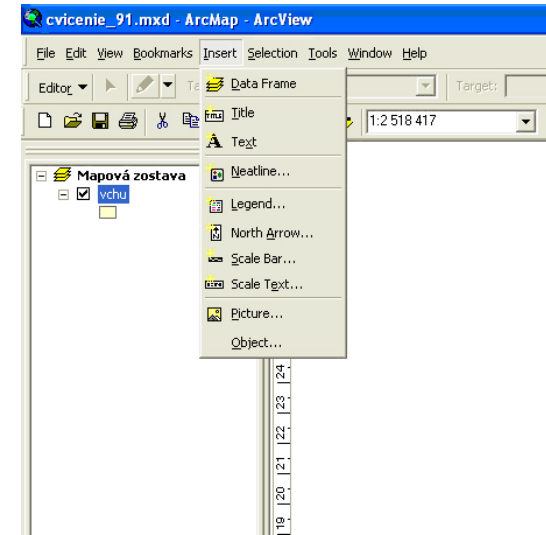 cvicenie_91.mxd - ArcMap - ArcView
File Edit View Bookmarks Insert Selection Tools Window Help
Editor Target:
1:2 518 417
Data Frame
Title
Text
Neatline...
Legend...
North Arrow...
Scale Bar...
Scale Text...
Picture...
Object...
Mapová zostava
vchu
24
23
22
21
20
19